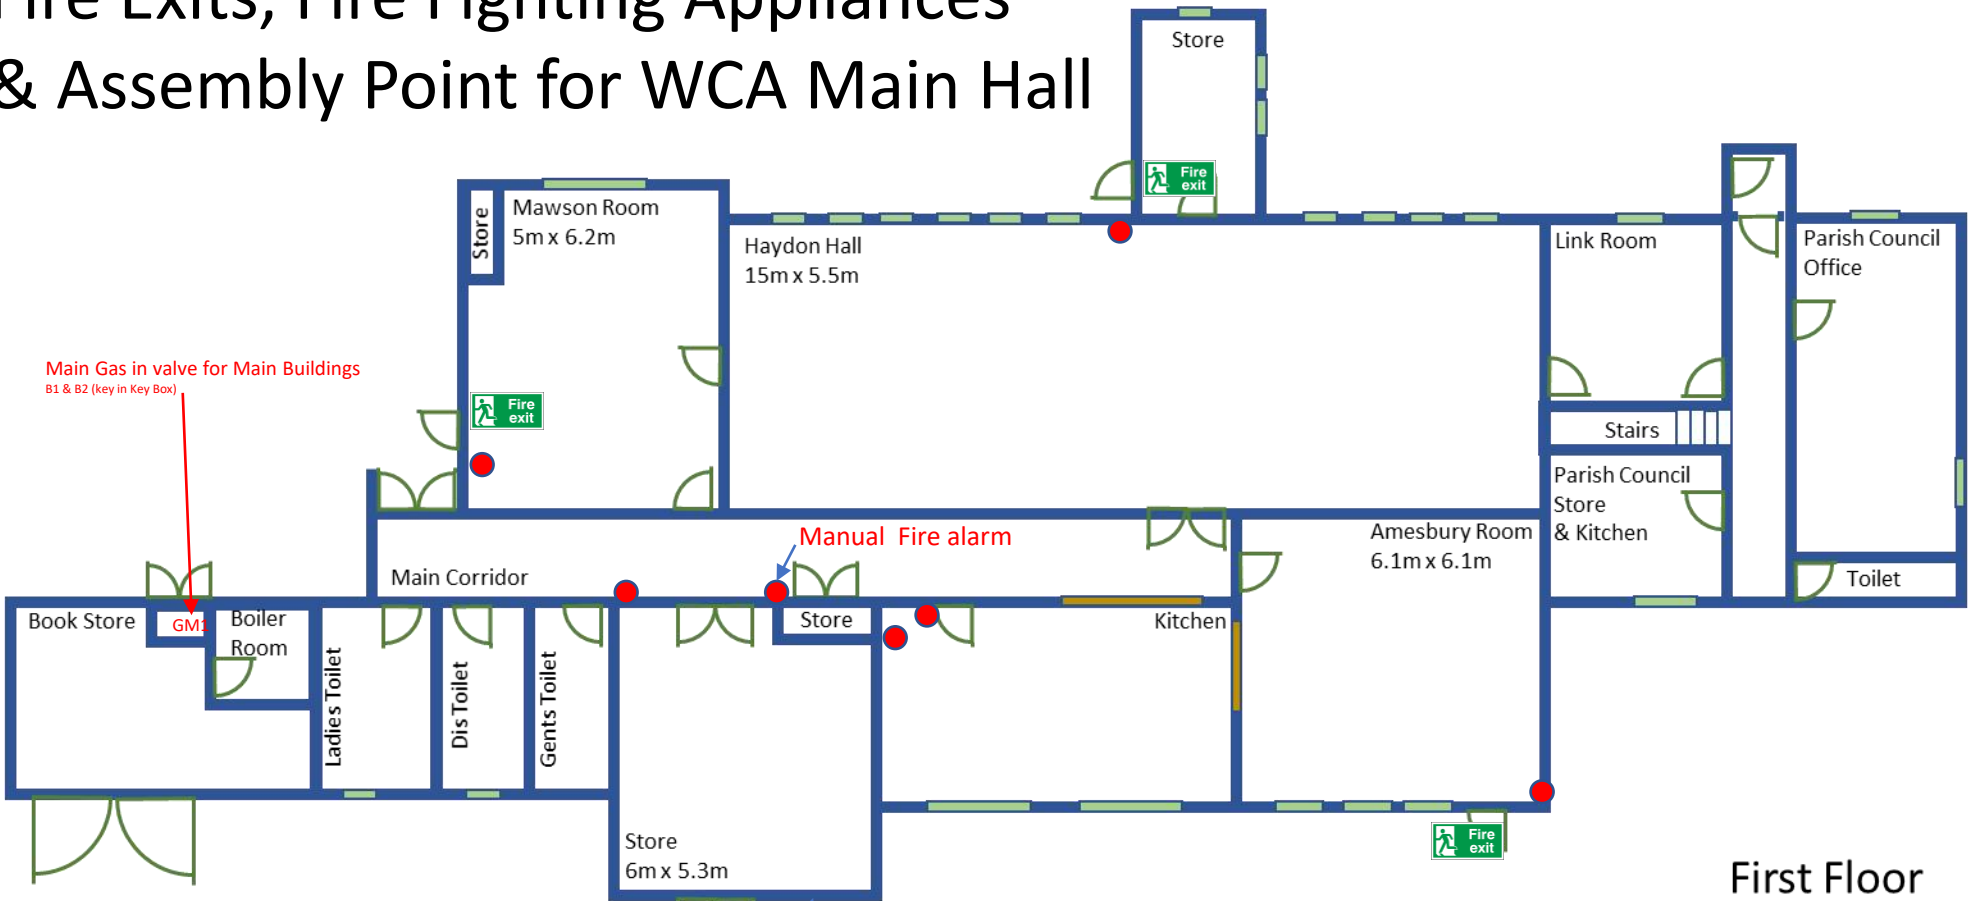 Fire Exits, Fire Fighting Appliances
& Assembly Point for WCA Main Hall
Store
Fire
exit
Store
Mawson Room
5m x 6.2m
Haydon Hall
15m x 5.5m
Link Room
Parish Council
Office
Main Gas in valve for Main Buildings
B1 & B2 (key in Key Box)
Fire
exit
Stairs
Parish Council
Store
& Kitchen
Amesbury Room
6.1m x 6.1m
Manual Fire alarm
Main Corridor
Toilet
Book Store
GM1
Boiler
Room
Ladies Toilet
Dis Toilet
Gents Toilet
Store
Kitchen
Store
6m x 5.3m
Fire
exit
First Floor